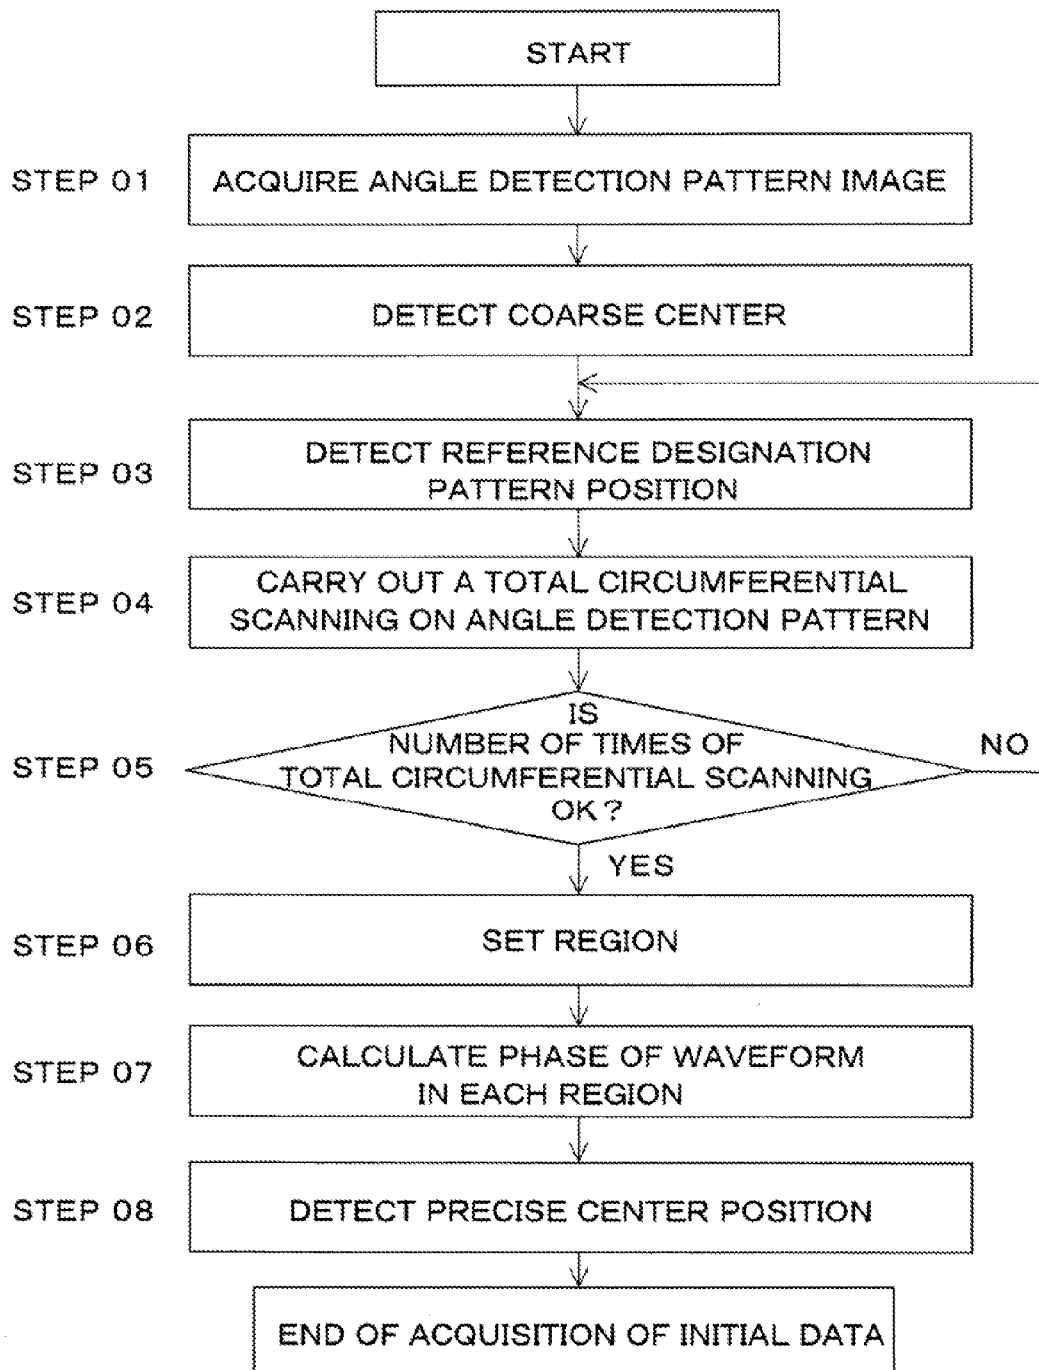 START
STEP 01
ACQUIRE ANGLE DETECTION PATTERN IMAGE
STEP 02
DETECT COARSE CENTER
STEP 03
DETECT REFERENCE DESIGNATION
PATTERN POSITION
STEP 04
CARRY OUT A TOTAL CIRCUMFERENTIAL
SCANNING ON ANGLE DETECTION PATTERN
STEP 05
IS
NUMBER OF TIMES OF
TOTAL CIRCUMFERENTIAL SCANNING
OK?
NO
YES
STEP 06
SET REGION
STEP 07
CALCULATE PHASE OF WAVEFORM
IN EACH REGION
STEP 08
DETECT PRECISE CENTER POSITION
END OF ACQUISITION OF INITIAL DATA